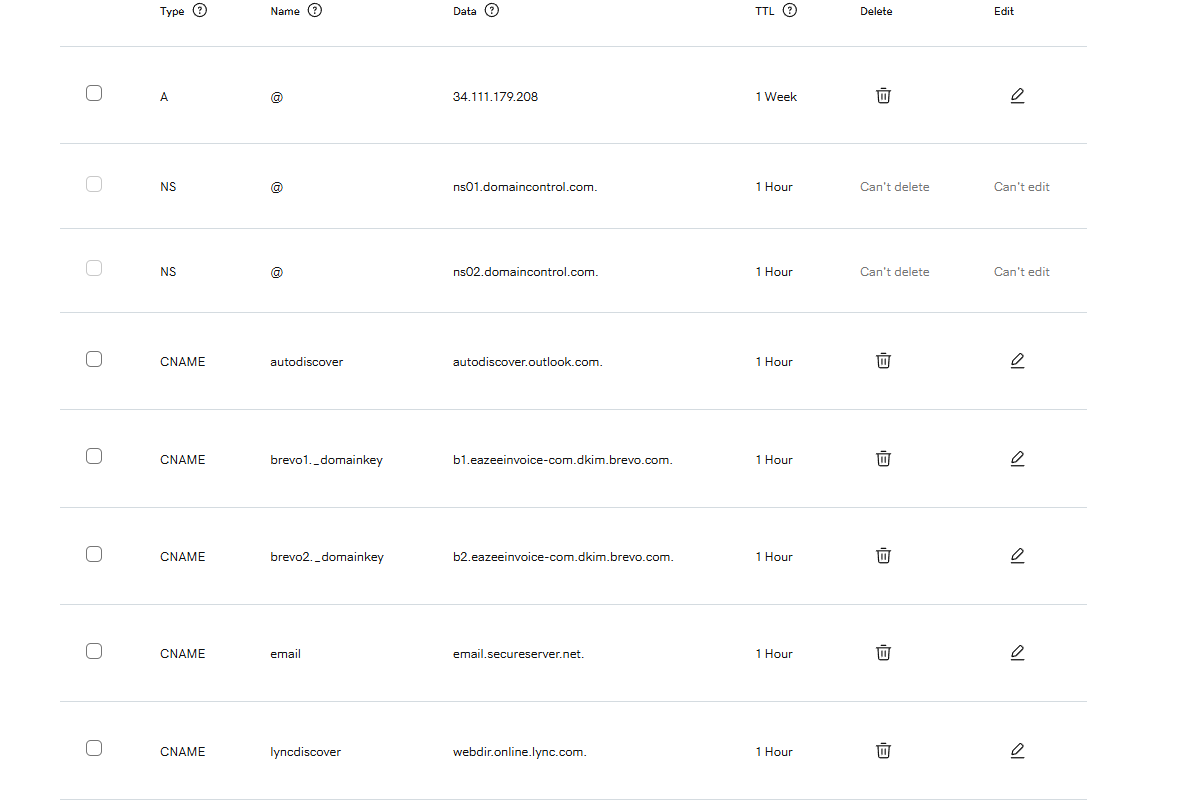 Type Name Data TTL Delete Edit
A @ 34.111.179.208 1 Week
NS @ ns01.domaincontrol.com. 1 Hour Can't delete Can't edit
NS @ ns02.domaincontrol.com. 1 Hour Can't delete Can't edit
CNAME autodiscover autodiscover.outlook.com. 1 Hour
CNAME brevo1._domainkey b1.eazeeinvoice-com.dkim.brevo.com. 1 Hour
CNAME brevo2._domainkey b2.eazeeinvoice-com.dkim.brevo.com. 1 Hour
CNAME email email.secureserver.net. 1 Hour
CNAME lyncdiscover webdir.online.lync.com. 1 Hour